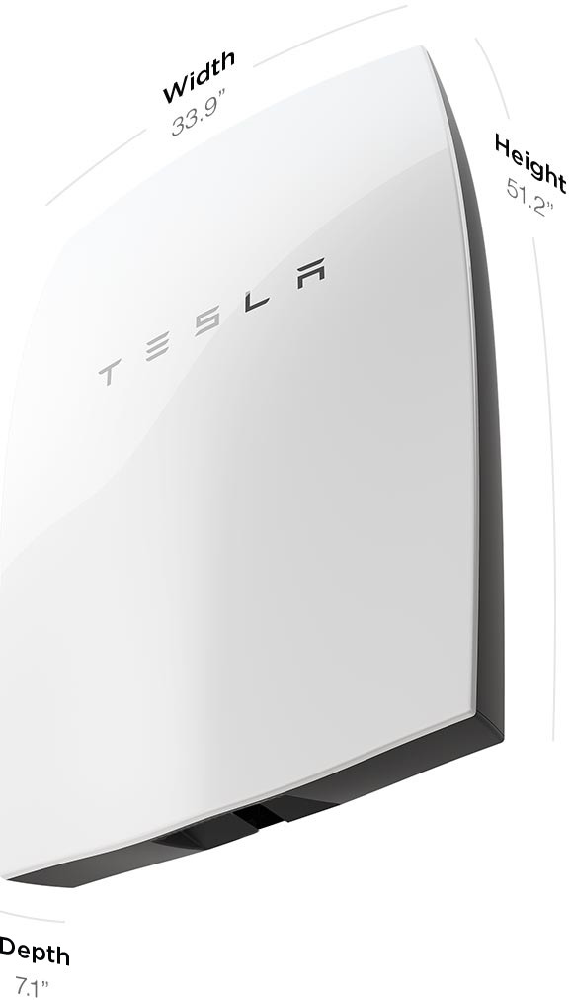 Width
33.9”
Height
51.2”
TESLA
Depth
7.1”